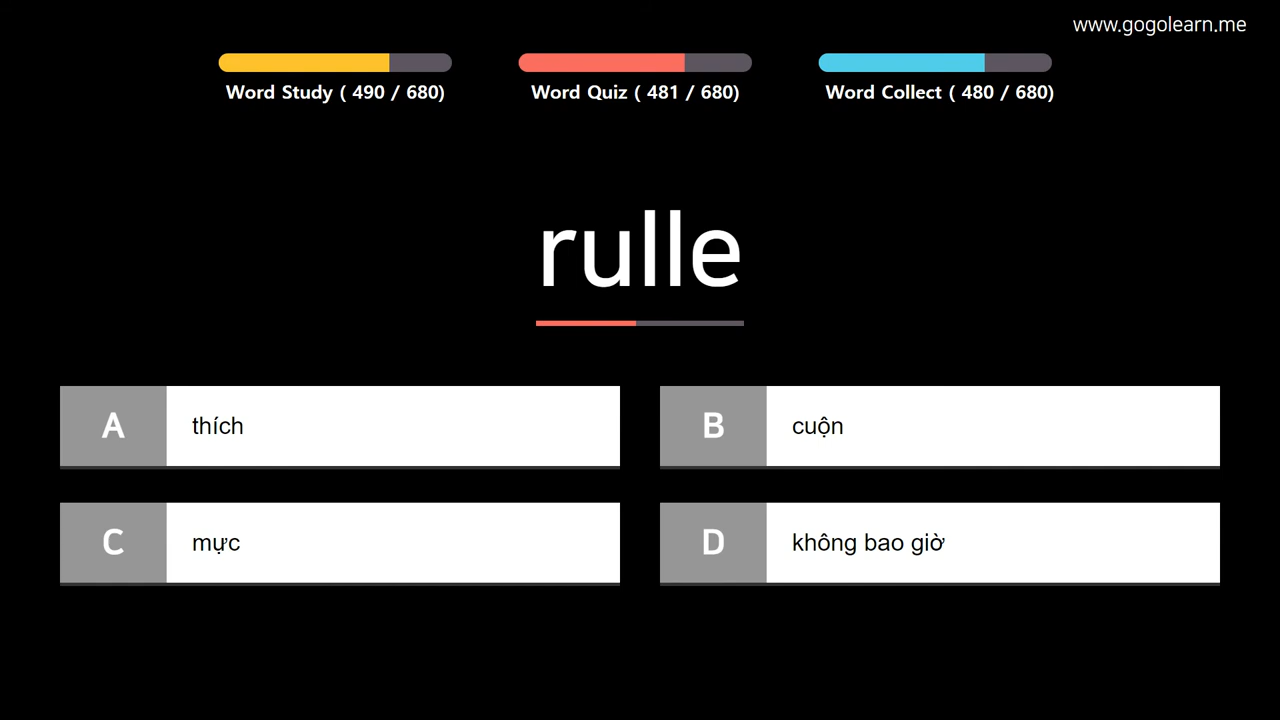 www.gogolearn.me
Word Study ( 490 / 680)
Word Quiz ( 481 / 680)
Word Collect ( 480 / 680)
rulle
A thích
B cuộn
C mực
D không bao giờ